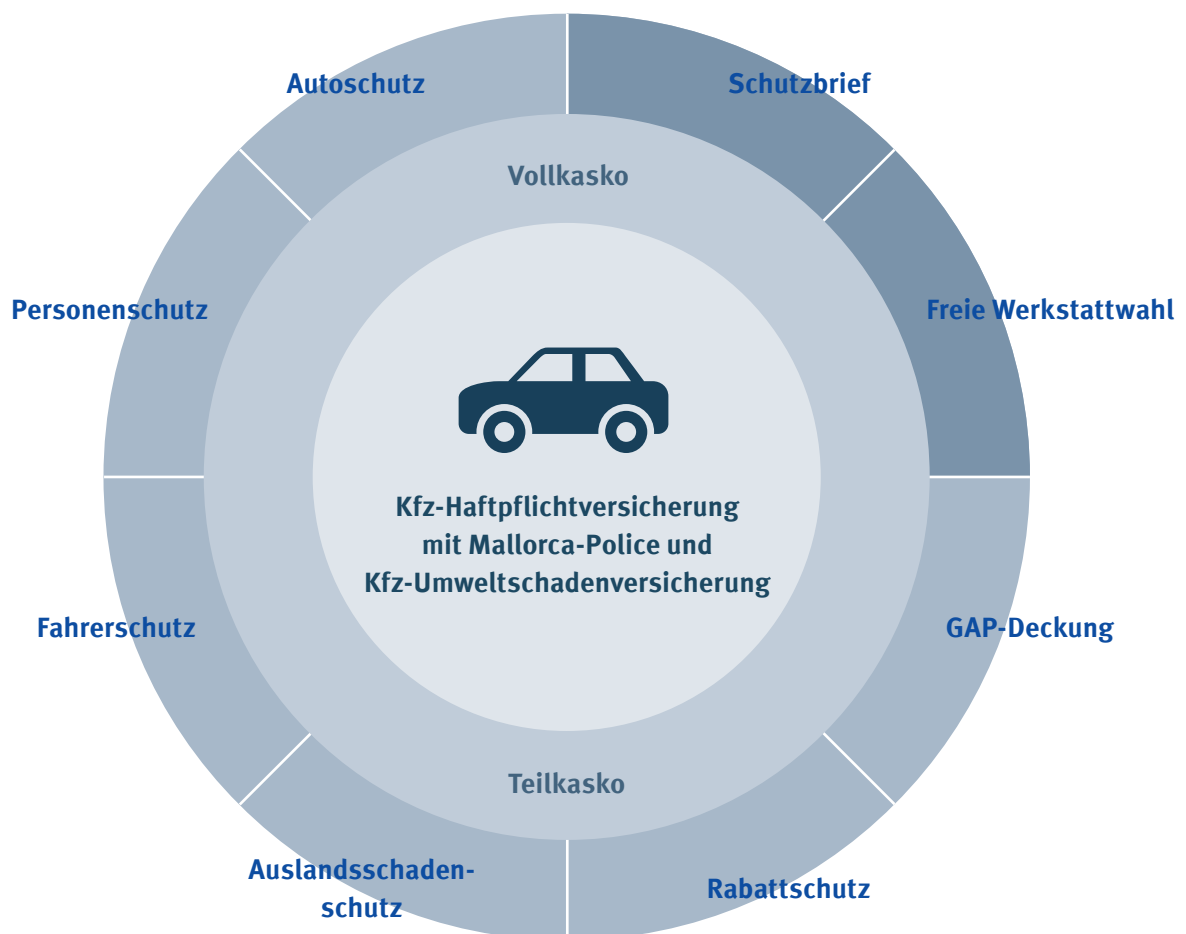 Autoschutz
Schutzbrief
Vollkasko
Personenschutz
Freie Werkstattwahl
Kfz-Haftpflichtversicherung
mit Mallorca-Police und
Kfz-Umweltschadenversicherung
Fahrerschutz
GAP-Deckung
Teilkasko
Auslandsschaden-
schutz
Rabattschutz